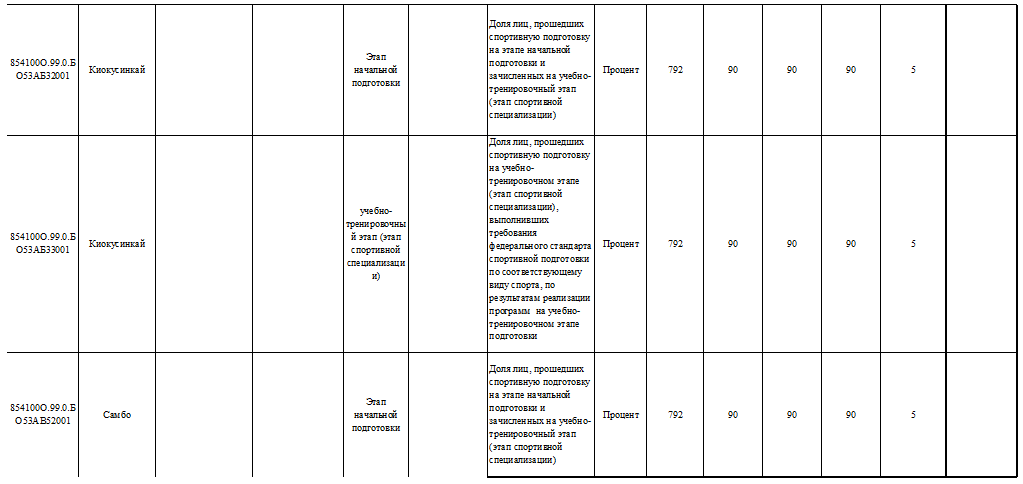 854100О.99.0.Б
О53АБ32001
Киокусинкай
Этап
начальной
подготовки
Доля лиц, прошедших
спортивную подготовку
на этапе начальной
подготовки и
зачисленных на учебно-
тренировочный этап
(этап спортивной
специализации)
Процент
792
90
90
90
5
854100О.99.0.Б
О53АБ33001
Киокусинкай
учебно-
тренировочны
й этап (этап
спортивной
специализаци
и)
Доля лиц, прошедших
спортивную подготовку
на учебно-
тренировочном этапе
(этап спортивной
специализации),
выполнивших
требования
федерального стандарта
спортивной подготовки
по соответствующему
виду спорта, по
результатам реализации
программ на учебно-
тренировочном этапе
подготовки
Процент
792
90
90
90
5
854100О.99.0.Б
О53АВ52001
Самбо
Этап
начальной
подготовки
Доля лиц, прошедших
спортивную подготовку
на этапе начальной
подготовки и
зачисленных на учебно-
тренировочный этап
(этап спортивной
специализации)
Процент
792
90
90
90
5